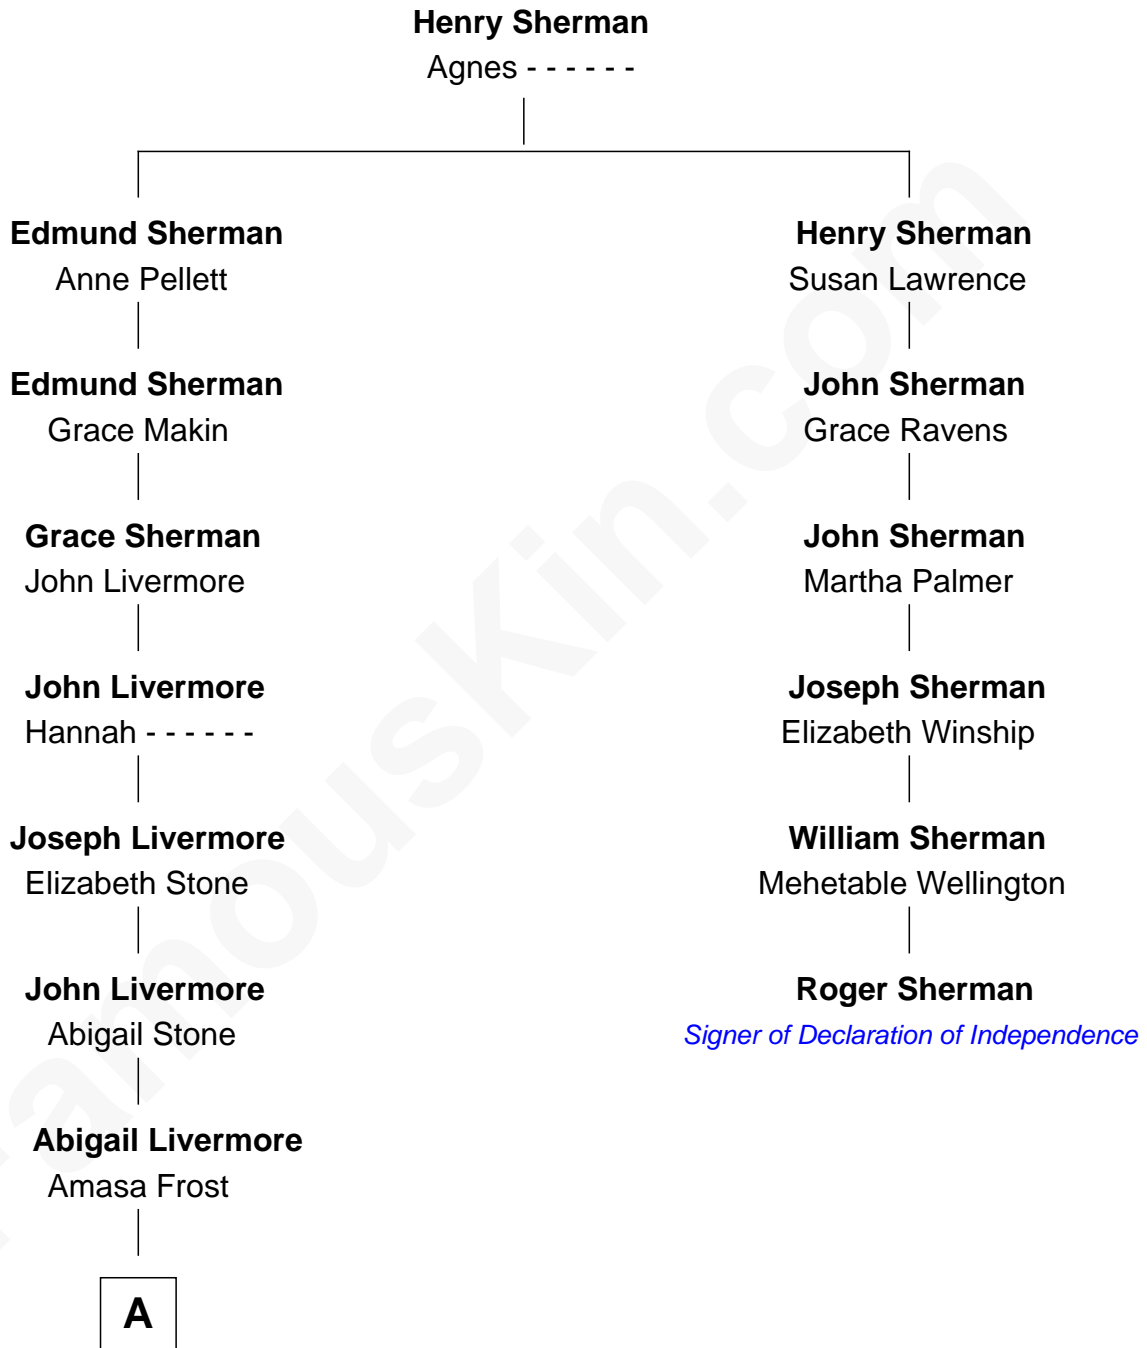 Henry Sherman
Agnes - - - - - -
Edmund Sherman
Anne Pellett
Henry Sherman
Susan Lawrence
Edmund Sherman
Grace Makin
John Sherman
Grace Ravens
Grace Sherman
John Livermore
John Sherman
Martha Palmer
John Livermore
Hannah - - - - - -
Joseph Sherman
Elizabeth Winship
Joseph Livermore
Elizabeth Stone
William Sherman
Mehetable Wellington
John Livermore
Abigail Stone
Roger Sherman
Signer of Declaration of Independence
Abigail Livermore
Amasa Frost
A
FamousKin.com